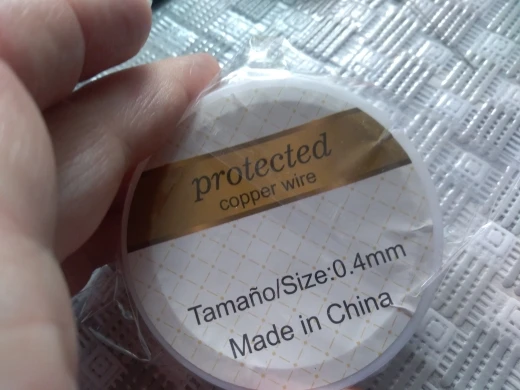 protected
copper wire
Tamaño/Size:0.4mm
Made in China